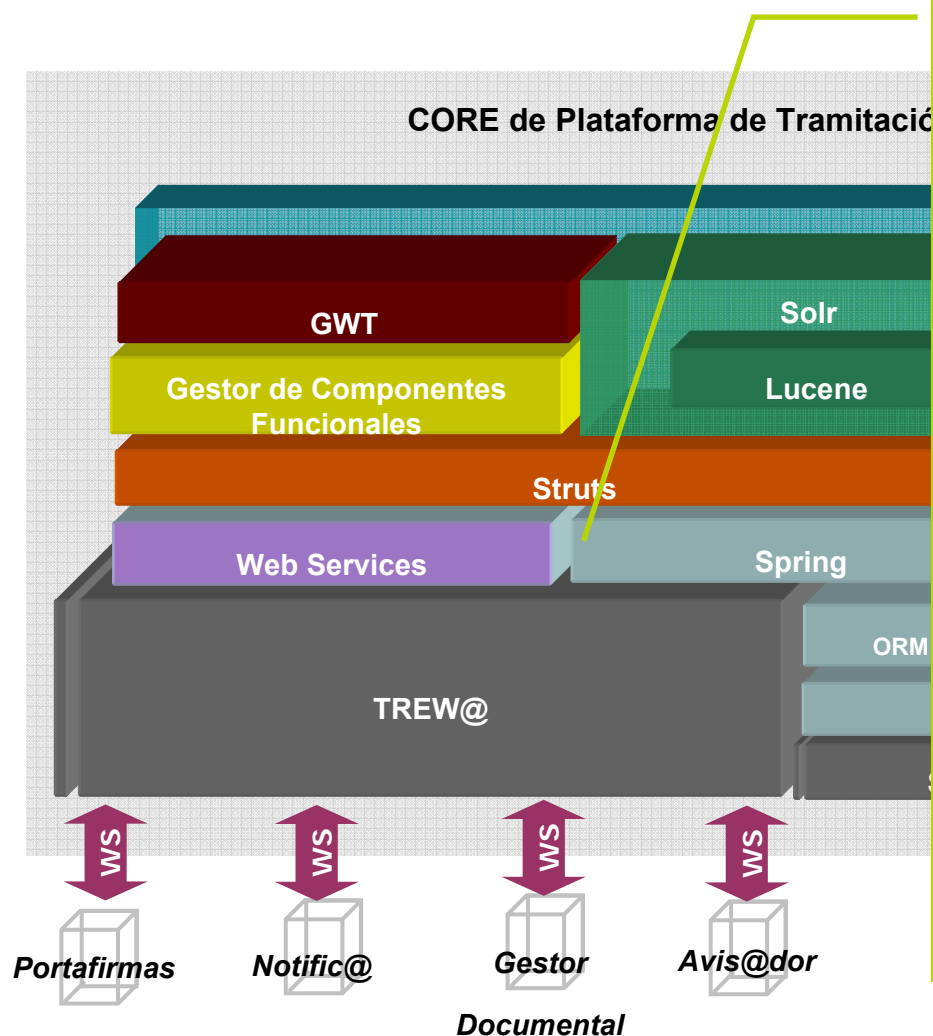 CORE de Plataforma de Tramitació
GWT
Solr
Gestor de Componentes
Funcionales
Lucene
Struts
Web Services
Spring
ORM
TREW@
WS
WS
WS
WS
Portafirmas
Notific@
Gestor
Documental
Avis@dor